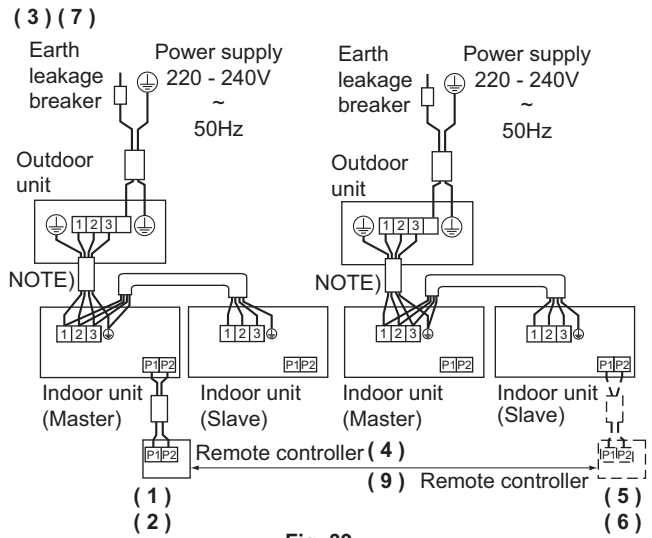 ( 3 ) ( 7 )
Earth leakage breaker
Power supply 220 - 240V ~ 50Hz
Earth leakage breaker
Power supply 220 - 240V ~ 50Hz
Outdoor unit
Outdoor unit
1 2 3
1 2 3
NOTE)
NOTE)
1 2 3
1 2 3
1 2 3
1 2 3
P1 P2
P1 P2
P1 P2
P1 P2
Indoor unit (Master)
Indoor unit (Slave)
Indoor unit (Master)
Indoor unit (Slave)
P1 P2
Remote controller ( 4 )
P1 P2
( 9 ) Remote controller
( 1 )
( 2 )
( 5 )
( 6 )